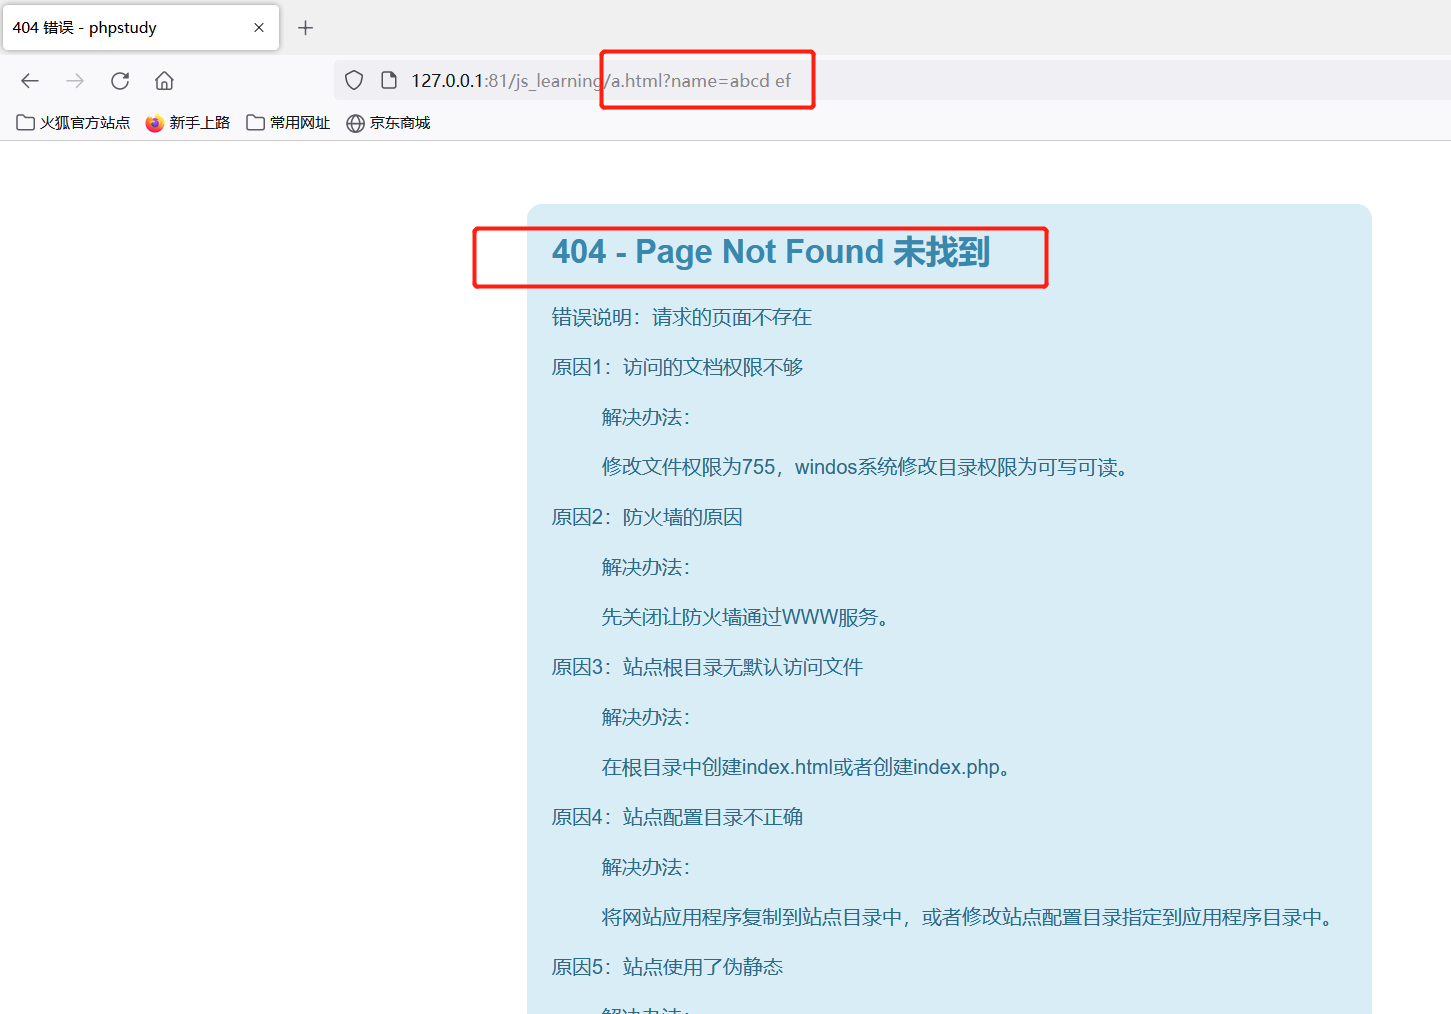 404 错误 - phpstudy
127.0.0.1:81/js_learning/a.html?name=abcd ef
火狐官方站点 新手上路 常用网址 京东商城
404 - Page Not Found 未找到
错误说明：请求的页面不存在
原因1：访问的文档权限不够
解决办法：
修改文件权限为755，windos系统修改目录权限为可写可读。
原因2：防火墙的原因
解决办法：
先关闭让防火墙通过WWW服务。
原因3：站点根目录无默认访问文件
解决办法：
在根目录中创建index.html或者创建index.php。
原因4：站点配置目录不正确
解决办法：
将网站应用程序复制到站点目录中，或者修改站点配置目录指定到应用程序目录中。
原因5：站点使用了伪静态
解决办法：